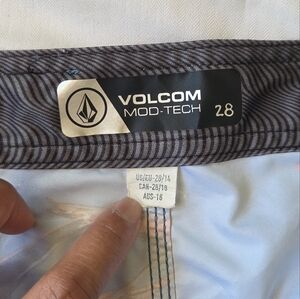 VOLCOM
MOD-TECH 28
US/EU-28/14
CAN-28/16
AUS-16